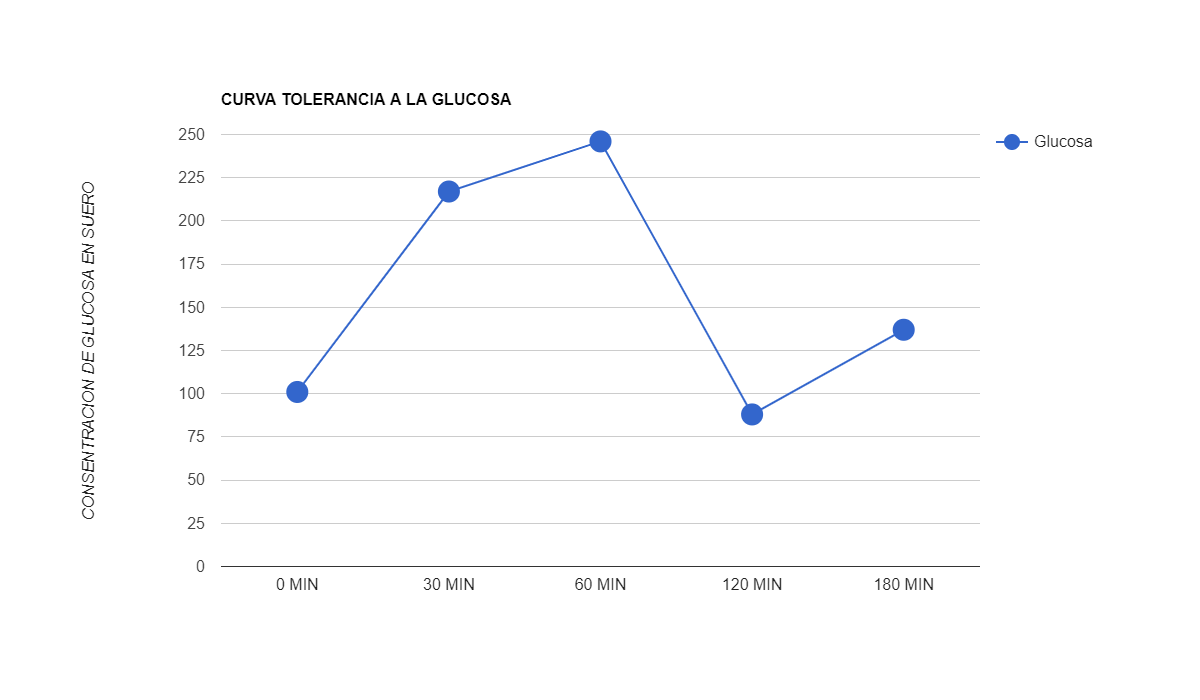 CURVA TOLERANCIA A LA GLUCOSA
Glucosa
CONSENTRACION DE GLUCOSA EN SUERO
250
225
200
175
150
125
100
75
50
25
0
0 MIN
30 MIN
60 MIN
120 MIN
180 MIN